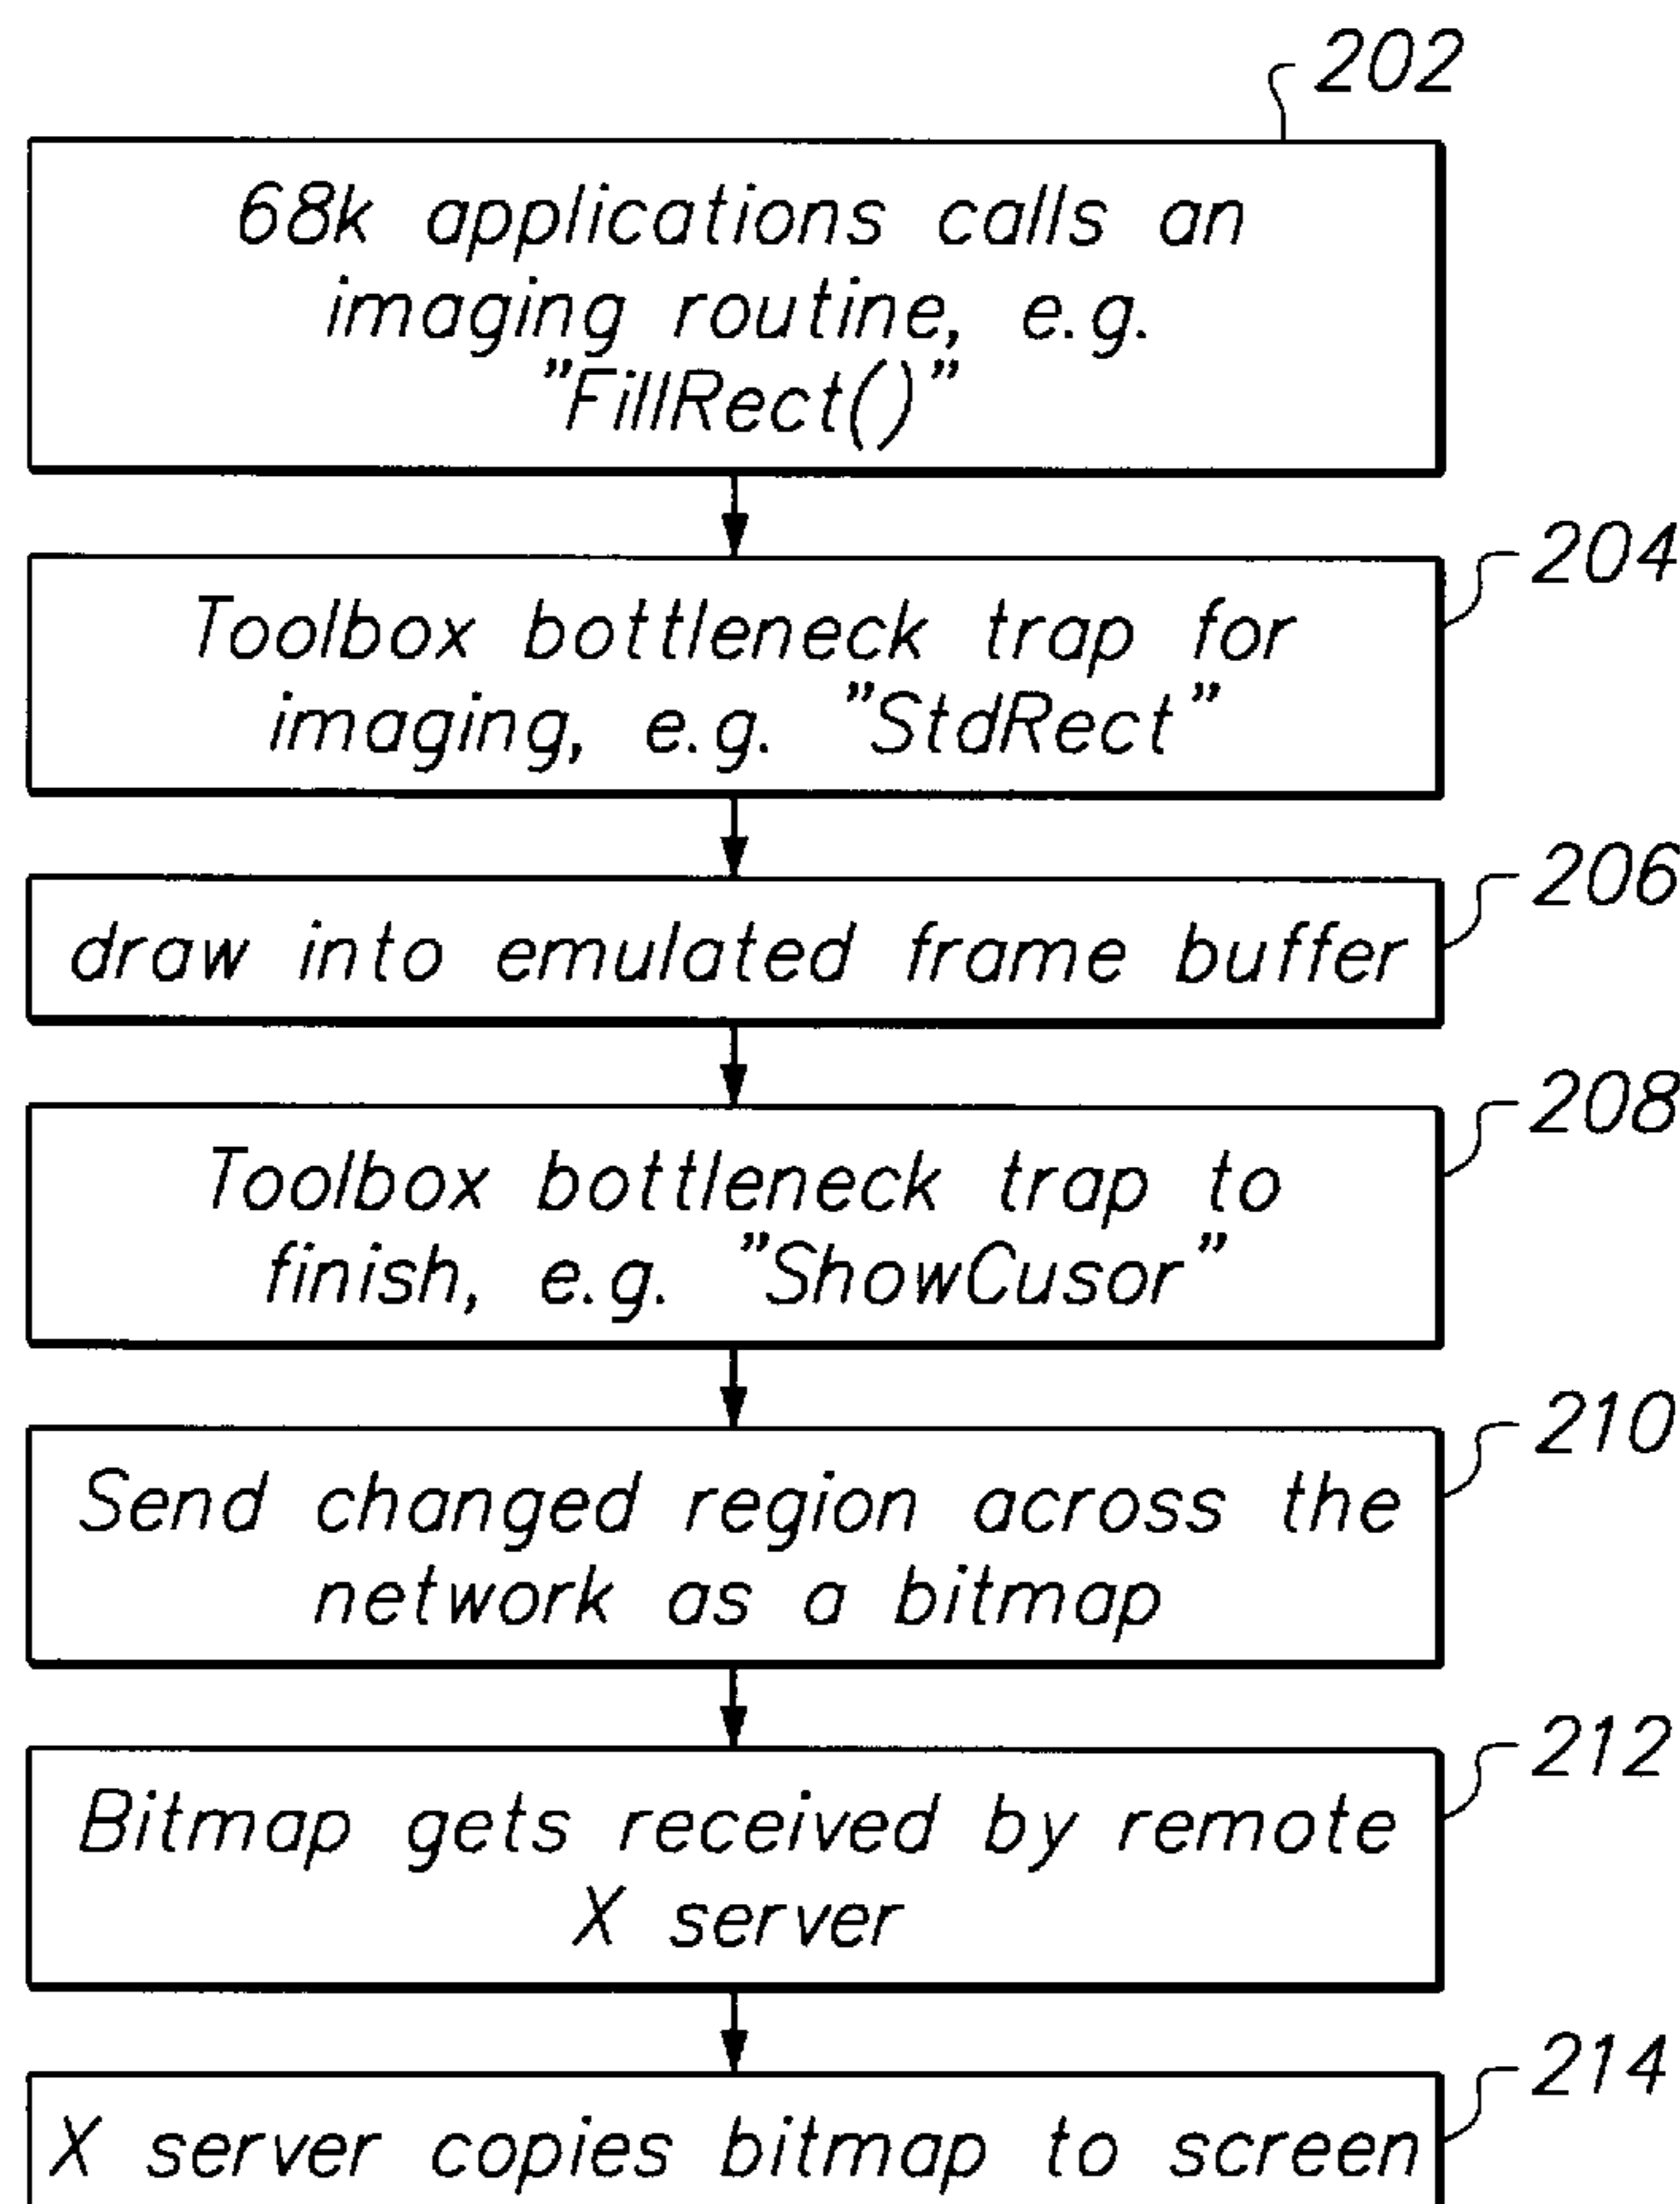 202
68k applications calls an
imaging routine, e.g.
"FillRect()"
204
Toolbox bottleneck trap for
imaging, e.g. "StdRect"
206
draw into emulated frame buffer
208
Toolbox bottleneck trap to
finish, e.g. "ShowCusor"
210
Send changed region across the
network as a bitmap
212
Bitmap gets received by remote
X server
214
X server copies bitmap to screen